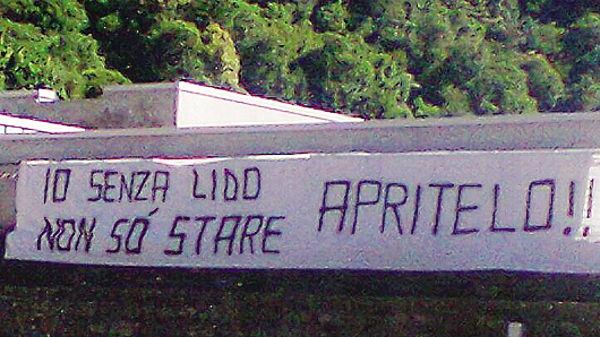 IO SENZA LIDO
NON SÓ STARE
APRITELO!!